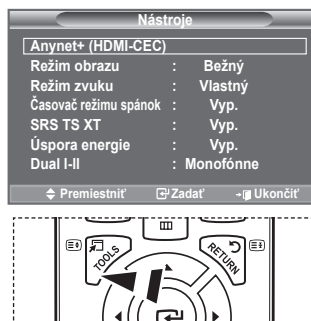 Nástroje
Anynet+ (HDMI-CEC)
Režim obrazu : Bežný
Režim zvuku : Vlastný
Časovač režimu spánok : Vyp.
SRS TS XT : Vyp.
Úspora energie : Vyp.
Dual I-II : Monofónne
Premiestniť Zadať Ukončiť
TOOLS RETURN